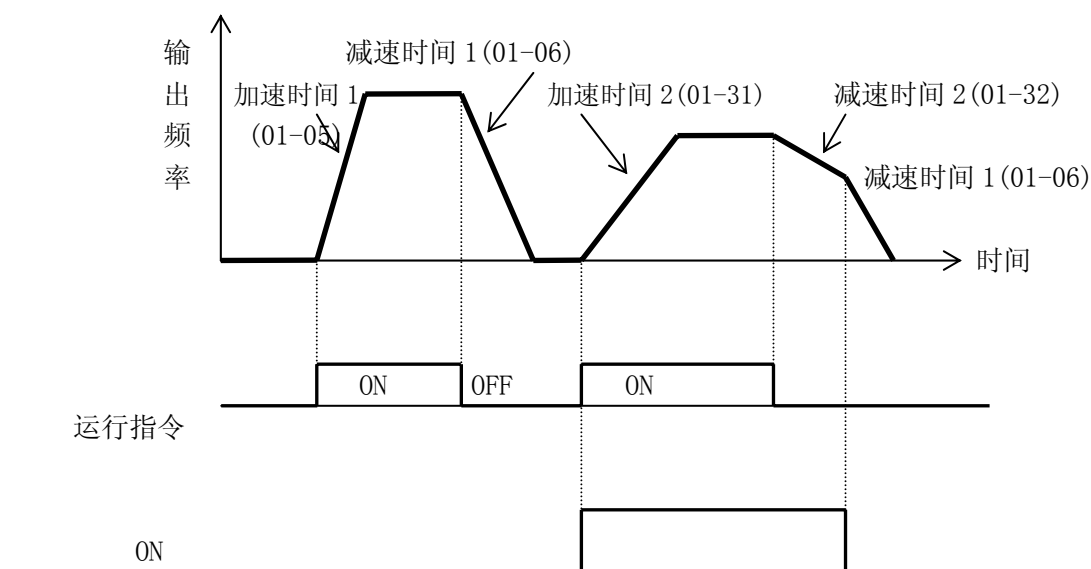 输出频率
减速时间 1(01-06)
加速时间 1
(01-05)
加速时间 2(01-31)
减速时间 2(01-32)
减速时间 1(01-06)
时间
ON
OFF
ON
运行指令
ON